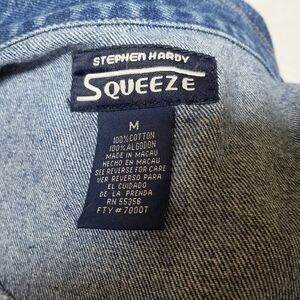 STEPHEN HARDY
SQUEEZE
M
100% COTTON
100% ALGODON
MADE IN MACAU
HECHO EN MACAU
SEE REVERSE FOR CARE
VER REVERSO PARA
EL CUIDADO
DE LA PRENDA
RN 55356
FTY # 7000T